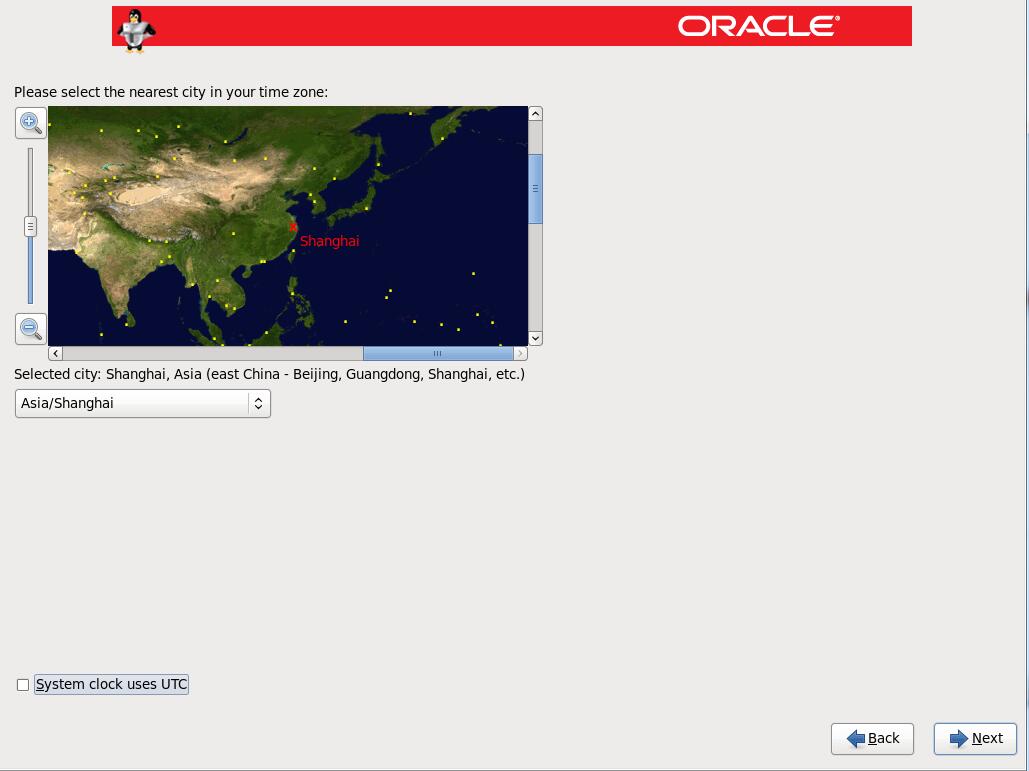 ORACLE®
Please select the nearest city in your time zone:
Shanghai
Selected city: Shanghai, Asia (east China - Beijing, Guangdong, Shanghai, etc.)
Asia/Shanghai
System clock uses UTC
Back
Next